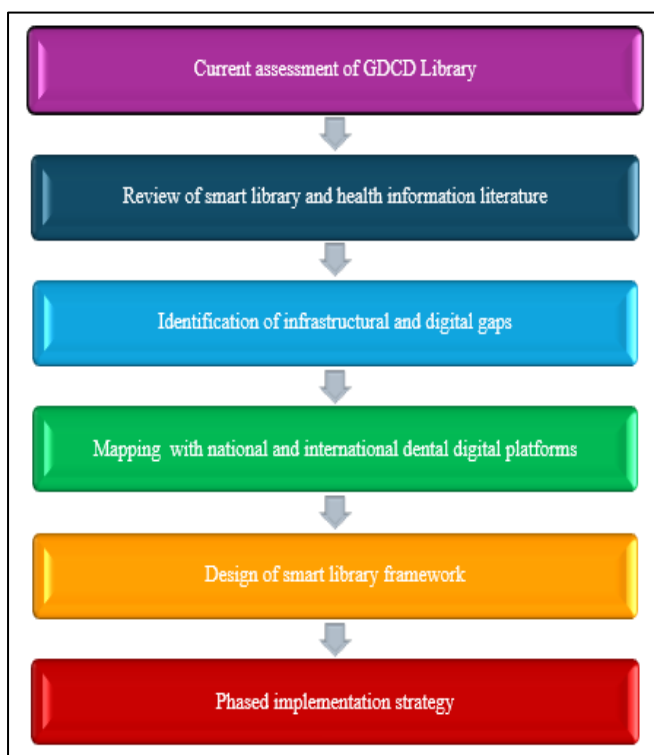 Current assessment of GDCD Library
Review of smart library and health information literature
Identification of infrastructural and digital gaps
Mapping with national and international dental digital platforms
Design of smart library framework
Phased implementation strategy